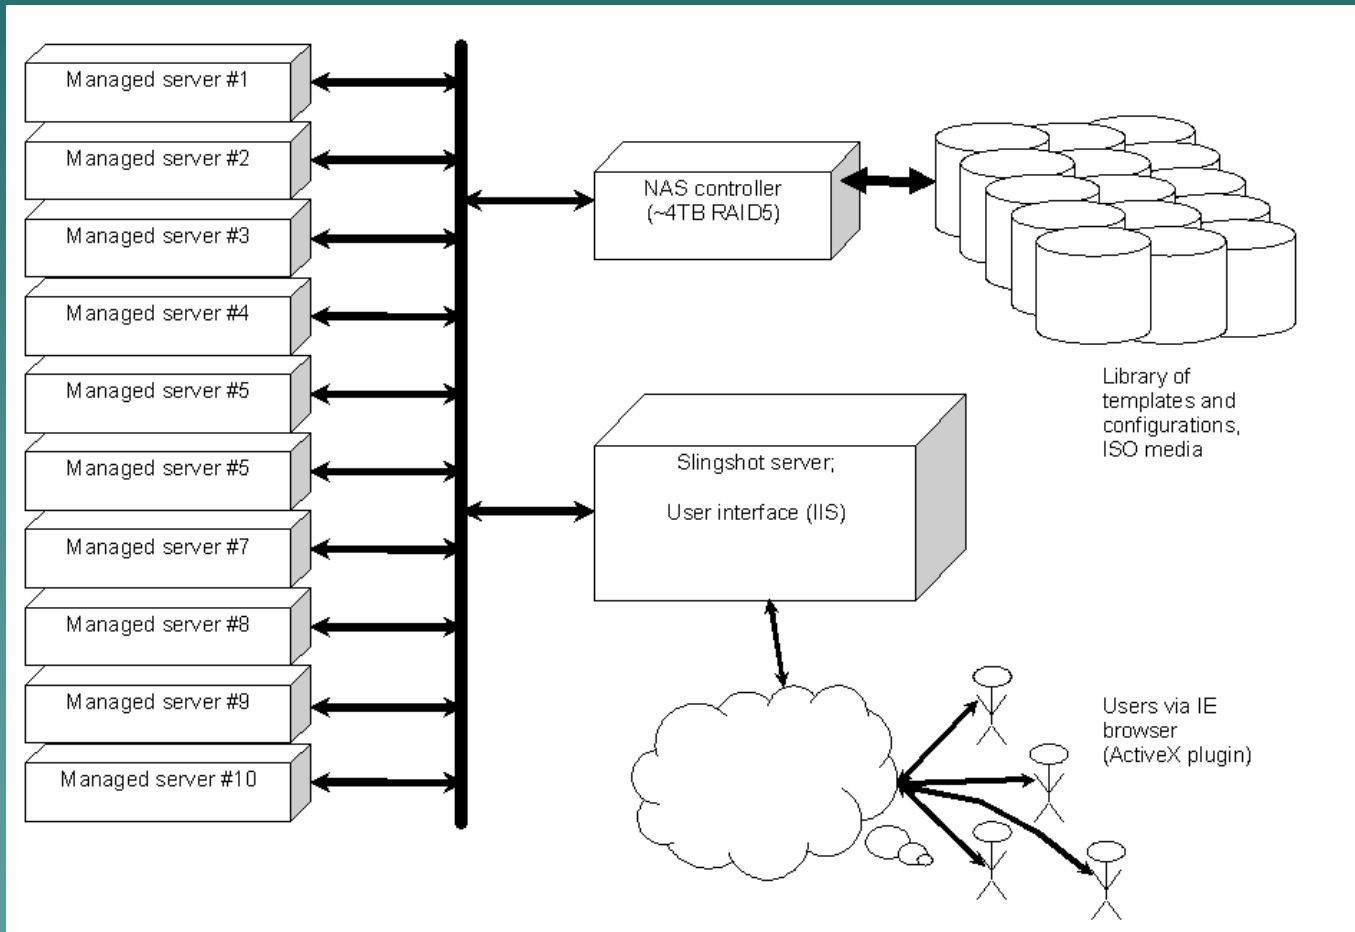 Managed server #1
Managed server #2
Managed server #3
Managed server #4
Managed server #5
Managed server #5
Managed server #7
Managed server #8
Managed server #9
Managed server #10
NAS controller
(~4TB RAID5)
Library of
templates and
configurations,
ISO media
Slingshot server;
User interface (IIS)
Users via IE
browser
(ActiveX plugin)